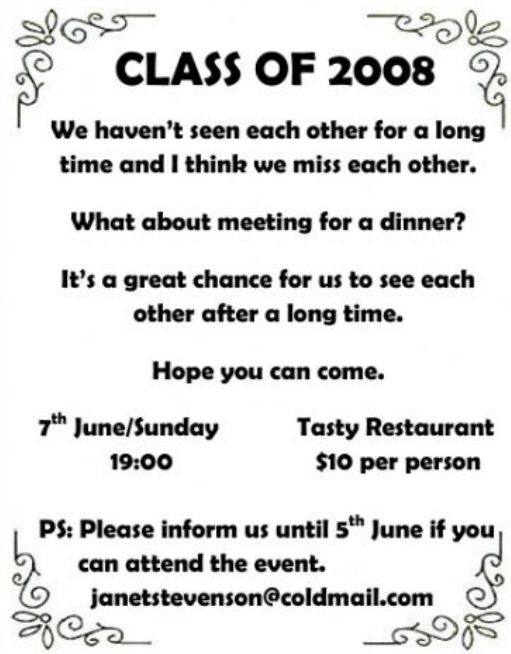 CLASS OF 2008
We haven't seen each other for a long
time and I think we miss each other.
What about meeting for a dinner?
It's a great chance for us to see each
other after a long time.
Hope you can come.
7th June/Sunday Tasty Restaurant
19:00 $10 per person
PS: Please inform us until 5th June if you
can attend the event.
janetstevenson@coldmail.com